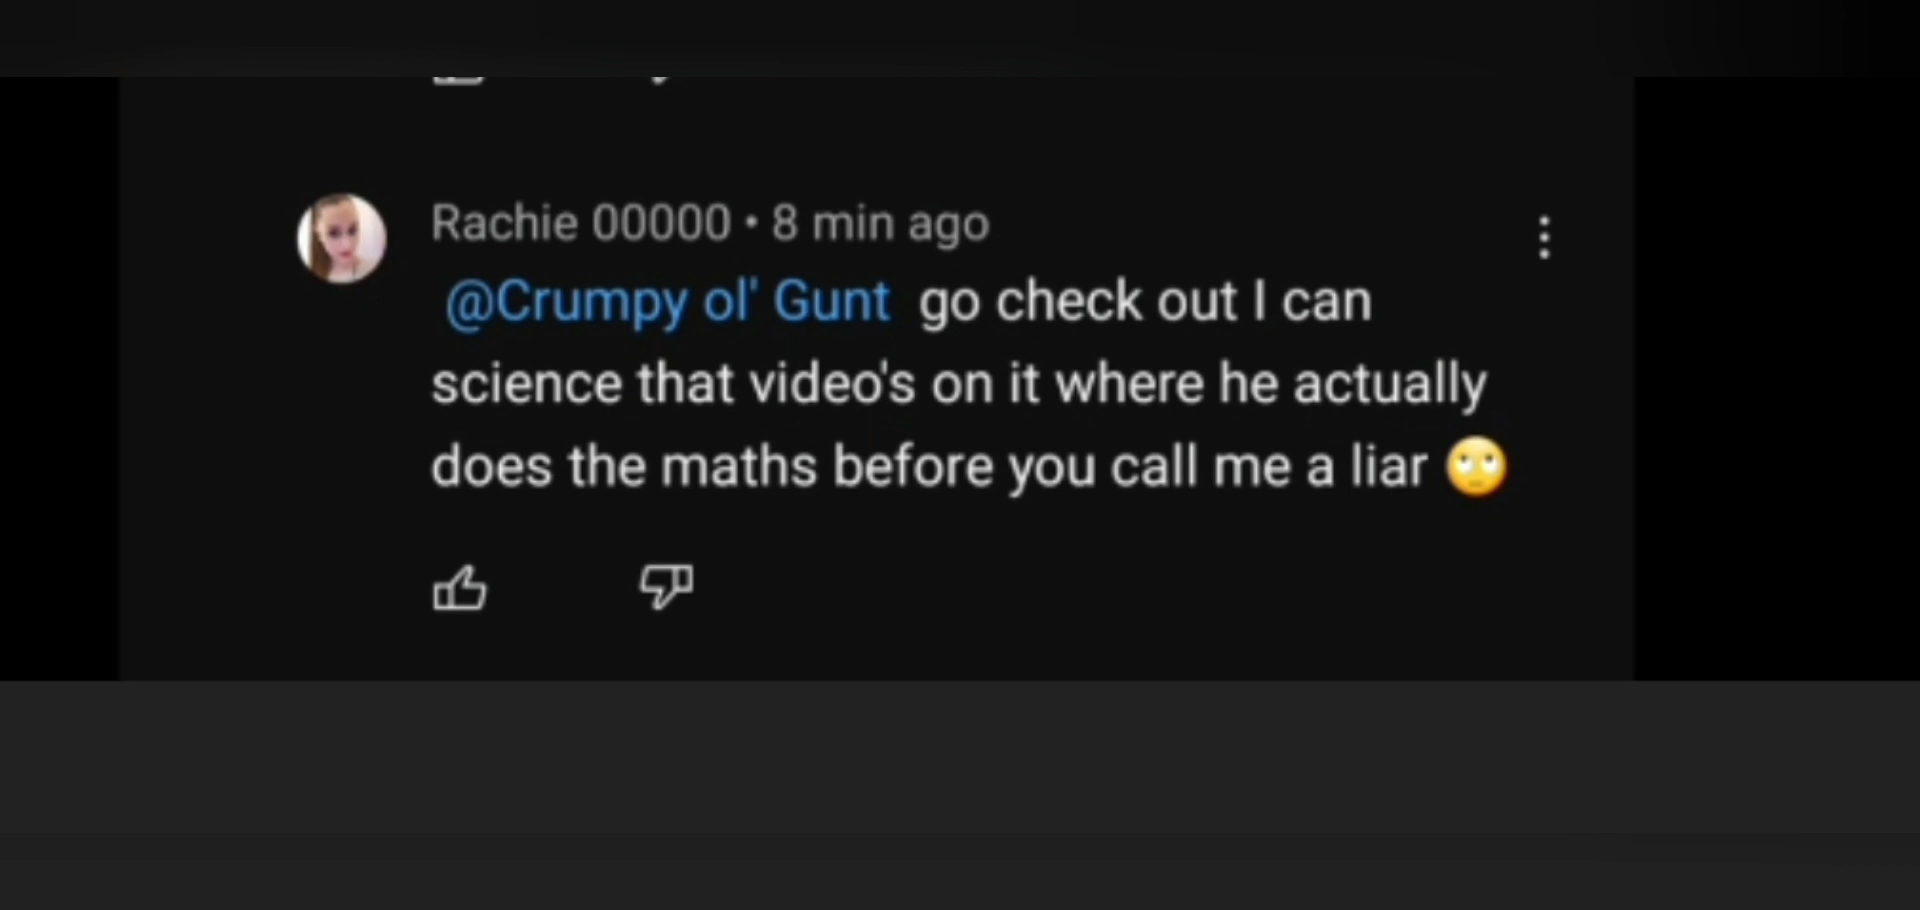 Rachie 00000 • 8 min ago
@Crumpy ol' Gunt go check out I can
science that video's on it where he actually
does the maths before you call me a liar 🙄